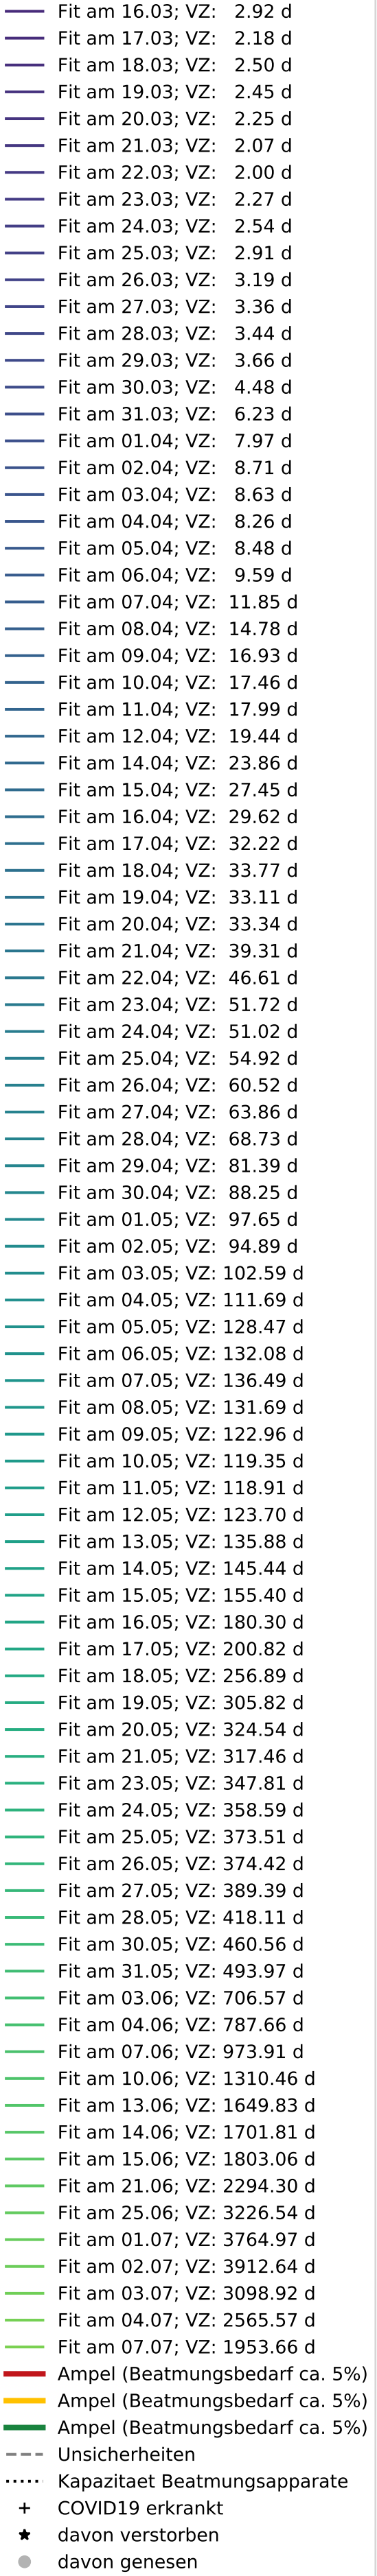 Fit am 16.03; VZ: 2.92 d
Fit am 17.03; VZ: 2.18 d
Fit am 18.03; VZ: 2.50 d
Fit am 19.03; VZ: 2.45 d
Fit am 20.03; VZ: 2.25 d
Fit am 21.03; VZ: 2.07 d
Fit am 22.03; VZ: 2.00 d
Fit am 23.03; VZ: 2.27 d
Fit am 24.03; VZ: 2.54 d
Fit am 25.03; VZ: 2.91 d
Fit am 26.03; VZ: 3.19 d
Fit am 27.03; VZ: 3.36 d
Fit am 28.03; VZ: 3.44 d
Fit am 29.03; VZ: 3.66 d
Fit am 30.03; VZ: 4.48 d
Fit am 31.03; VZ: 6.23 d
Fit am 01.04; VZ: 7.97 d
Fit am 02.04; VZ: 8.71 d
Fit am 03.04; VZ: 8.63 d
Fit am 04.04; VZ: 8.26 d
Fit am 05.04; VZ: 8.48 d
Fit am 06.04; VZ: 9.59 d
Fit am 07.04; VZ: 11.85 d
Fit am 08.04; VZ: 14.78 d
Fit am 09.04; VZ: 16.93 d
Fit am 10.04; VZ: 17.46 d
Fit am 11.04; VZ: 17.99 d
Fit am 12.04; VZ: 19.44 d
Fit am 14.04; VZ: 23.86 d
Fit am 15.04; VZ: 27.45 d
Fit am 16.04; VZ: 29.62 d
Fit am 17.04; VZ: 32.22 d
Fit am 18.04; VZ: 33.77 d
Fit am 19.04; VZ: 33.11 d
Fit am 20.04; VZ: 33.34 d
Fit am 21.04; VZ: 39.31 d
Fit am 22.04; VZ: 46.61 d
Fit am 23.04; VZ: 51.72 d
Fit am 24.04; VZ: 51.02 d
Fit am 25.04; VZ: 54.92 d
Fit am 26.04; VZ: 60.52 d
Fit am 27.04; VZ: 63.86 d
Fit am 28.04; VZ: 68.73 d
Fit am 29.04; VZ: 81.39 d
Fit am 30.04; VZ: 88.25 d
Fit am 01.05; VZ: 97.65 d
Fit am 02.05; VZ: 94.89 d
Fit am 03.05; VZ: 102.59 d
Fit am 04.05; VZ: 111.69 d
Fit am 05.05; VZ: 128.47 d
Fit am 06.05; VZ: 132.08 d
Fit am 07.05; VZ: 136.49 d
Fit am 08.05; VZ: 131.69 d
Fit am 09.05; VZ: 122.96 d
Fit am 10.05; VZ: 119.35 d
Fit am 11.05; VZ: 118.91 d
Fit am 12.05; VZ: 123.70 d
Fit am 13.05; VZ: 135.88 d
Fit am 14.05; VZ: 145.44 d
Fit am 15.05; VZ: 155.40 d
Fit am 16.05; VZ: 180.30 d
Fit am 17.05; VZ: 200.82 d
Fit am 18.05; VZ: 256.89 d
Fit am 19.05; VZ: 305.82 d
Fit am 20.05; VZ: 324.54 d
Fit am 21.05; VZ: 317.46 d
Fit am 23.05; VZ: 347.81 d
Fit am 24.05; VZ: 358.59 d
Fit am 25.05; VZ: 373.51 d
Fit am 26.05; VZ: 374.42 d
Fit am 27.05; VZ: 389.39 d
Fit am 28.05; VZ: 418.11 d
Fit am 30.05; VZ: 460.56 d
Fit am 31.05; VZ: 493.97 d
Fit am 03.06; VZ: 706.57 d
Fit am 04.06; VZ: 787.66 d
Fit am 07.06; VZ: 973.91 d
Fit am 10.06; VZ: 1310.46 d
Fit am 13.06; VZ: 1649.83 d
Fit am 14.06; VZ: 1701.81 d
Fit am 15.06; VZ: 1803.06 d
Fit am 21.06; VZ: 2294.30 d
Fit am 25.06; VZ: 3226.54 d
Fit am 01.07; VZ: 3764.97 d
Fit am 02.07; VZ: 3912.64 d
Fit am 03.07; VZ: 3098.92 d
Fit am 04.07; VZ: 2565.57 d
Fit am 07.07; VZ: 1953.66 d
Ampel (Beatmungsbedarf ca. 5%)
Ampel (Beatmungsbedarf ca. 5%)
Ampel (Beatmungsbedarf ca. 5%)
Unsicherheiten
Kapazitaet Beatmungsapparate
COVID19 erkrankt
davon verstorben
davon genesen